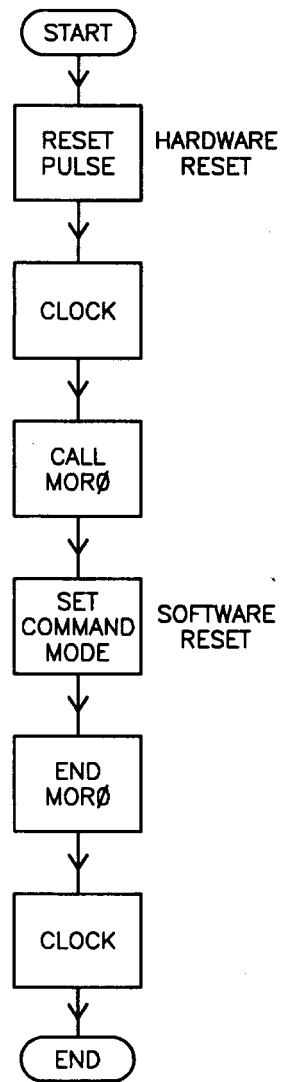 START
RESET
PULSE
HARDWARE
RESET
CLOCK
CALL
MORØ
SET
COMMAND
MODE
SOFTWARE
RESET
END
MORØ
CLOCK
END